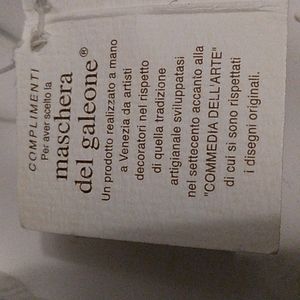 COMPLIMENTI
Per aver scelto la
maschera
del galeone®
Un prodotto realizzato a mano
a Venezia da artisti
decoratori nel rispetto
di quella tradizione
artigianale sviluppatasi
nel settecento accanto alla
"COMMEDIA DELL'ARTE"
di cui si sono rispettati
i disegni originali.